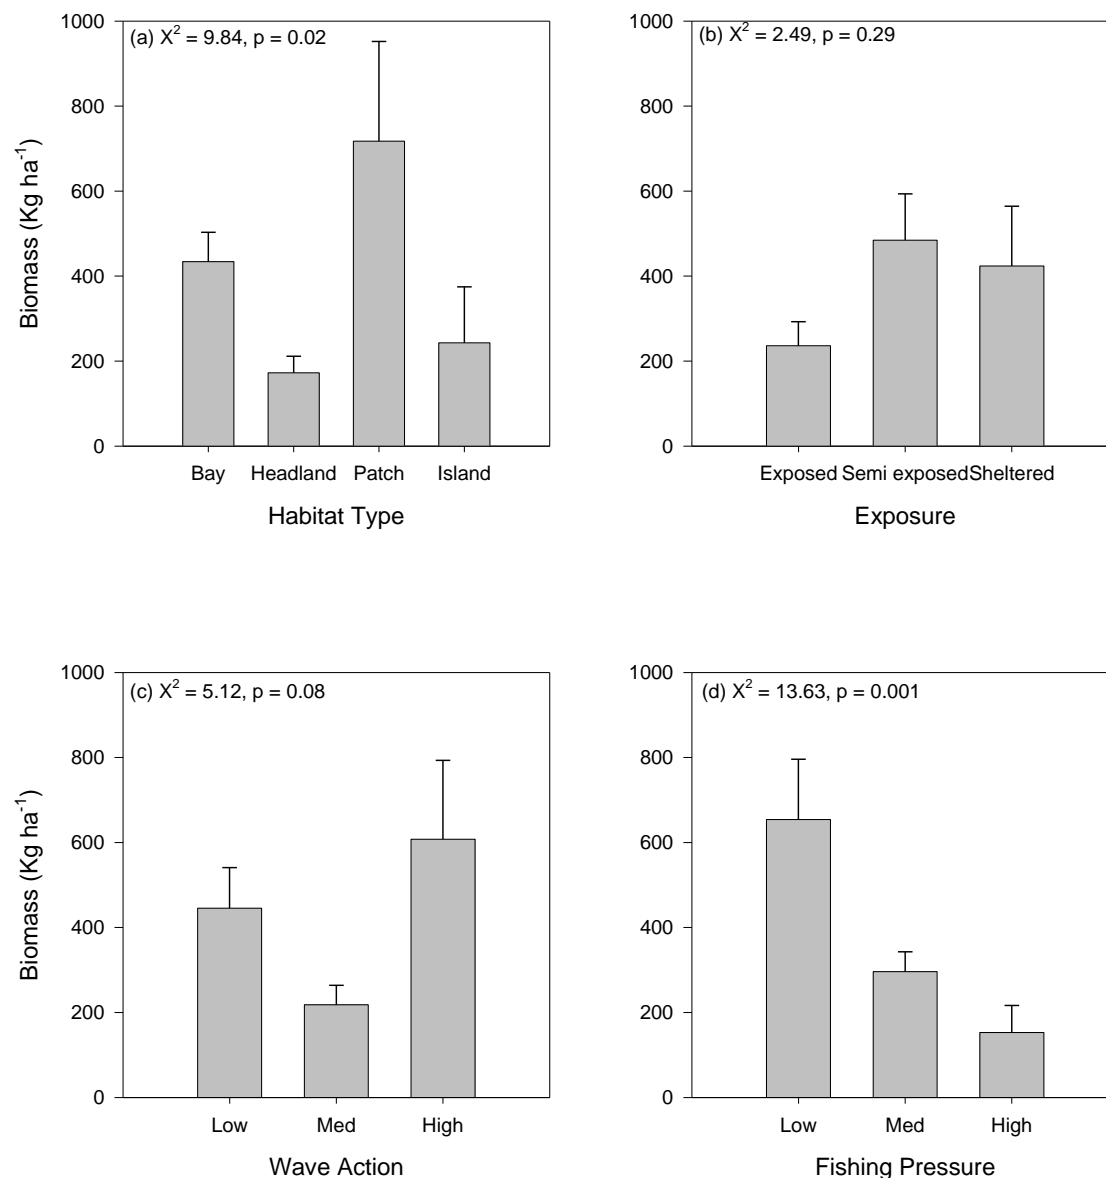 (a) X² = 9.84, p = 0.02
1000
800
600
400
200
0
Biomass (Kg ha⁻¹)
Bay Headland Patch Island
Habitat Type
(b) X² = 2.49, p = 0.29
1000
800
600
400
200
0
Exposed Semi exposed Sheltered
Exposure
(c) X² = 5.12, p = 0.08
1000
800
600
400
200
0
Biomass (Kg ha⁻¹)
Low Med High
Wave Action
(d) X² = 13.63, p = 0.001
1000
800
600
400
200
0
Low Med High
Fishing Pressure